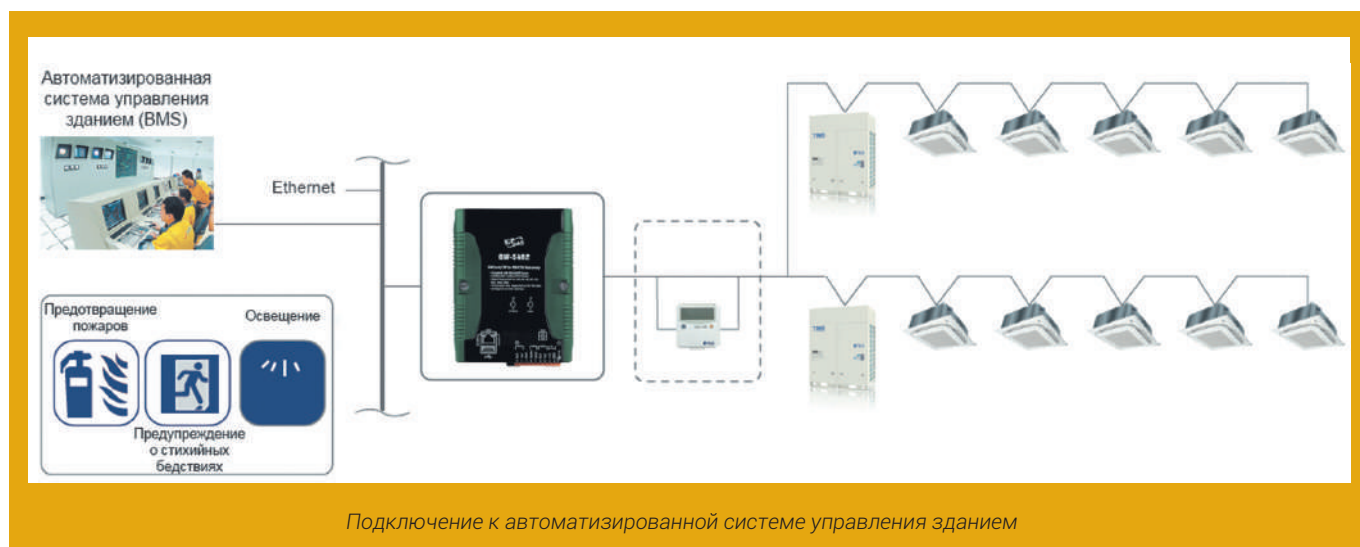 Автоматизированная
система управления
зданием (BMS)
Ethernet
Предотвращение
пожаров
Освещение
Предупреждение
о стихийных
бедствиях
Подключение к автоматизированной системе управления зданием